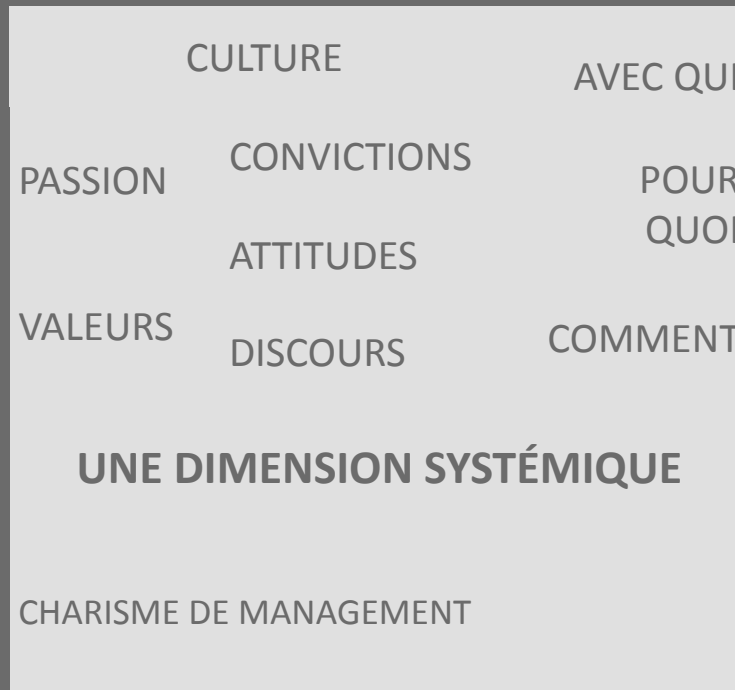 CULTURE
AVEC QUI
CONVICTIONS
PASSION
POUR
QUOI
ATTITUDES
VALEURS
DISCOURS
COMMENT
UNE DIMENSION SYSTÉMIQUE
CHARISME DE MANAGEMENT